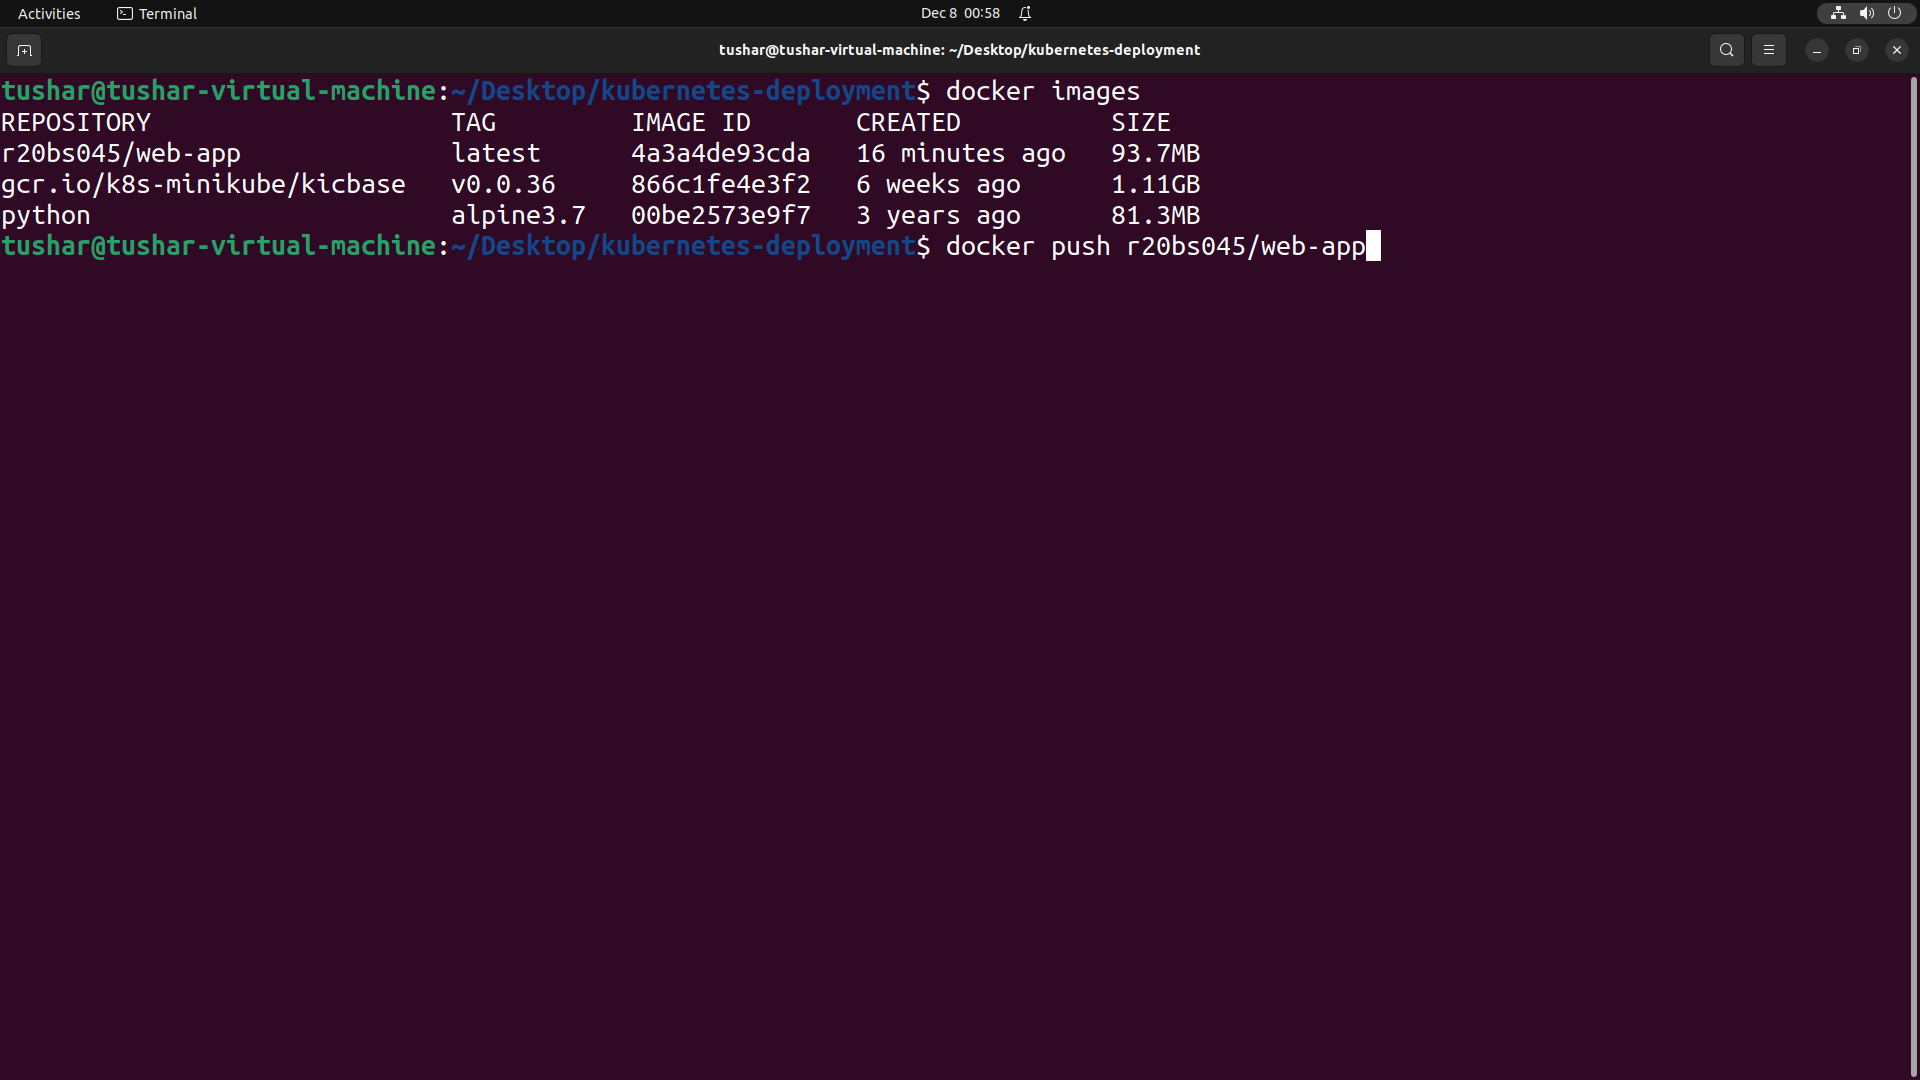 Activities Terminal Dec 8 00:58
tushar@tushar-virtual-machine: ~/Desktop/kubernetes-deployment
tushar@tushar-virtual-machine:~/Desktop/kubernetes-deployment$ docker images
REPOSITORY TAG IMAGE ID CREATED SIZE
r20bs045/web-app latest 4a3a4de93cda 16 minutes ago 93.7MB
gcr.io/k8s-minikube/kicbase v0.0.36 866c1fe4e3f2 6 weeks ago 1.11GB
python alpine3.7 00be2573e9f7 3 years ago 81.3MB
tushar@tushar-virtual-machine:~/Desktop/kubernetes-deployment$ docker push r20bs045/web-app